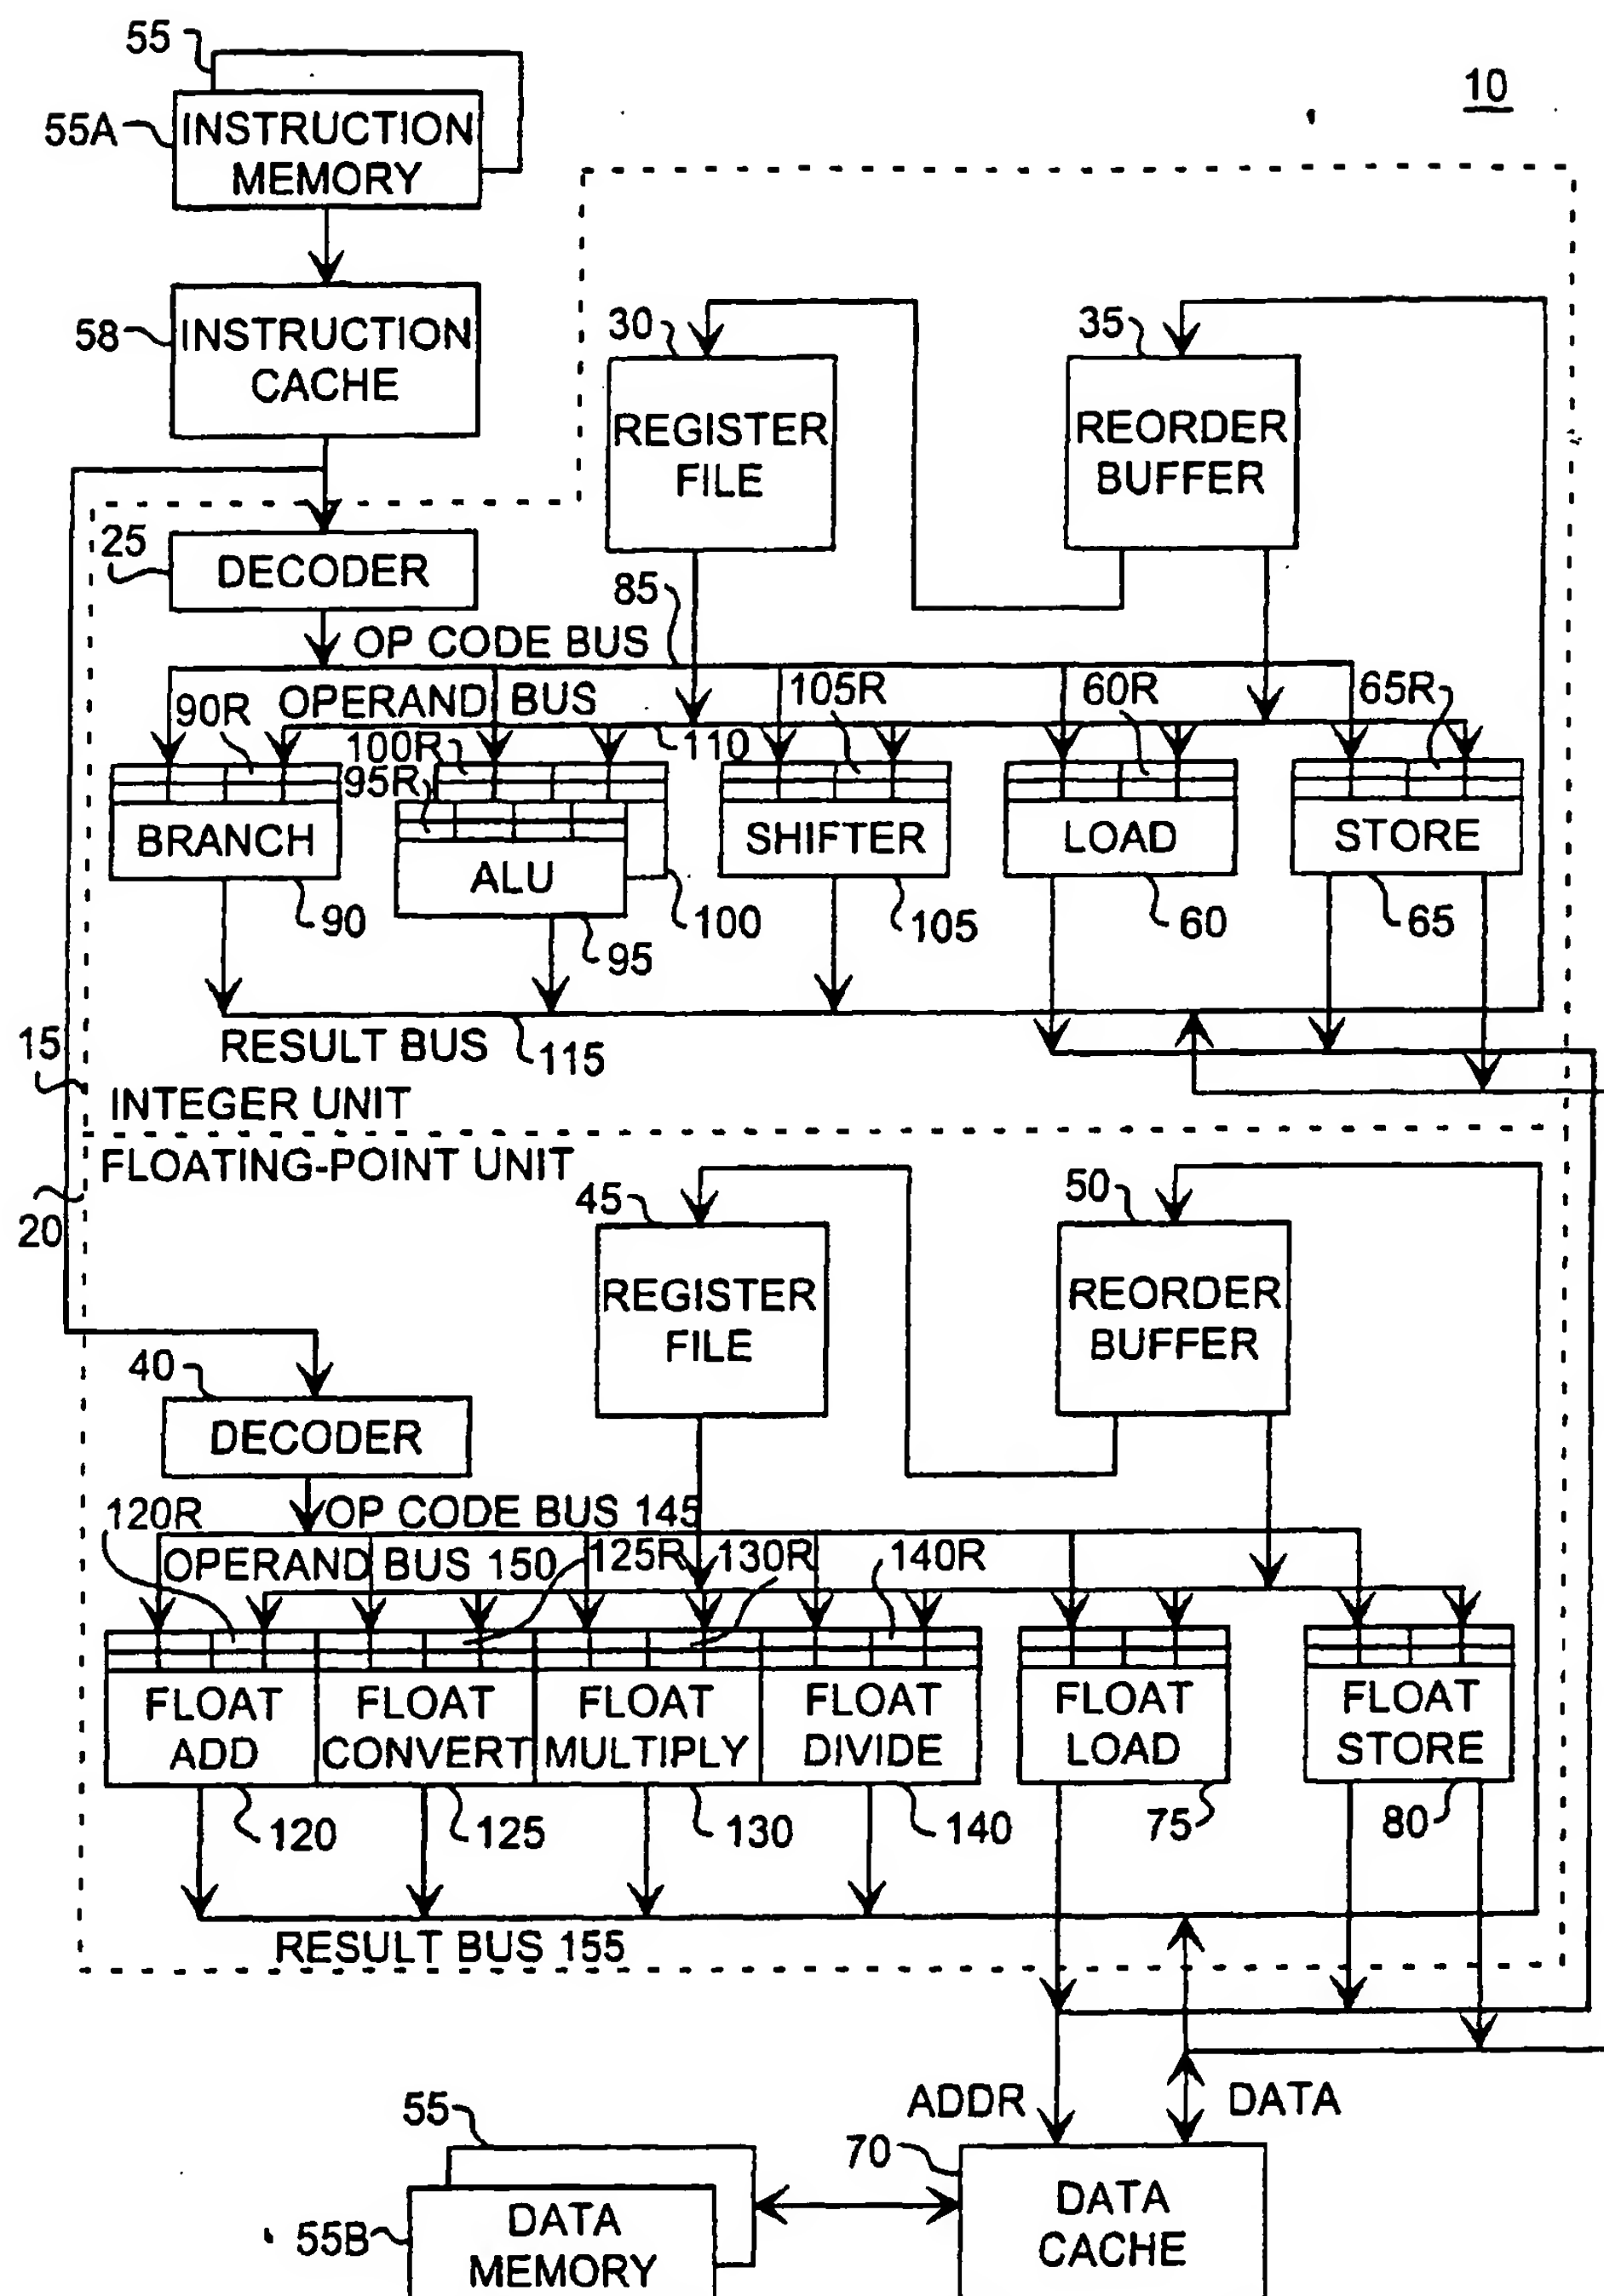 55
10
55A
INSTRUCTION
MEMORY
58
INSTRUCTION
CACHE
30
REGISTER
FILE
35
REORDER
BUFFER
25
DECODER
85
OP CODE BUS
OPERAND BUS
90R
100R
95R
110
105R
60R
65R
BRANCH
ALU
SHIFTER
LOAD
STORE
90
95
100
105
60
65
RESULT BUS
115
15
INTEGER UNIT
FLOATING-POINT UNIT
20
45
REGISTER
FILE
50
REORDER
BUFFER
40
DECODER
OP CODE BUS 145
120R
OPERAND BUS 150
125R
130R
140R
FLOAT
ADD
FLOAT
CONVERT
FLOAT
MULTIPLY
FLOAT
DIVIDE
FLOAT
LOAD
FLOAT
STORE
120
125
130
140
75
80
RESULT BUS 155
ADDR
DATA
55
70
55B
DATA
MEMORY
DATA
CACHE